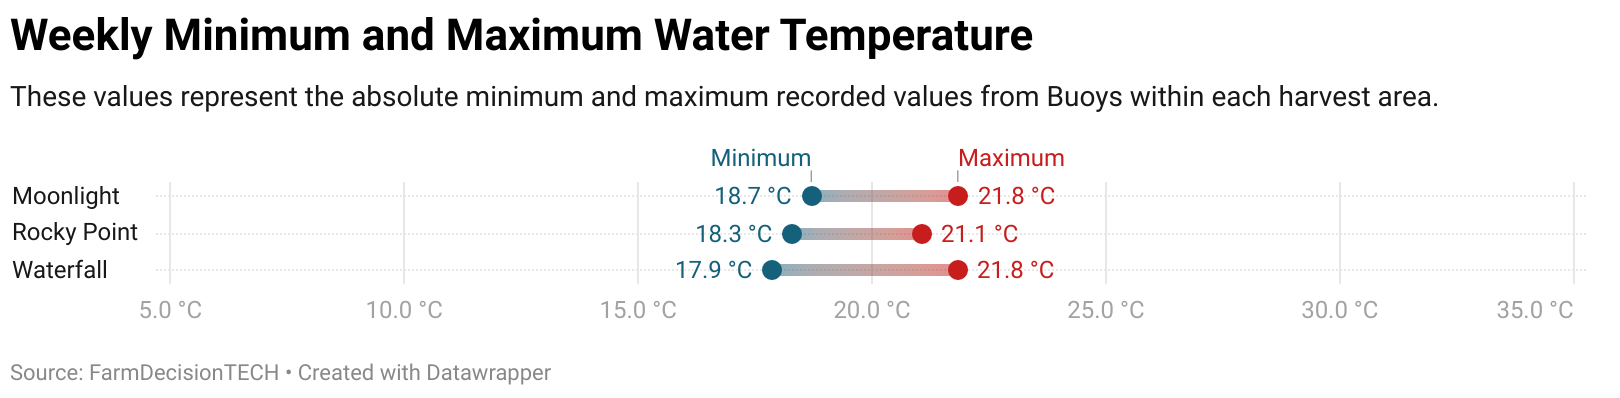 Weekly Minimum and Maximum Water Temperature
These values represent the absolute minimum and maximum recorded values from Buoys within each harvest area.
Minimum Maximum
Moonlight 18.7 °C 21.8 °C
Rocky Point 18.3 °C 21.1 °C
Waterfall 17.9 °C 21.8 °C
5.0 °C 10.0 °C 15.0 °C 20.0 °C 25.0 °C 30.0 °C 35.0 °C
Source: FarmDecisionTECH • Created with Datawrapper